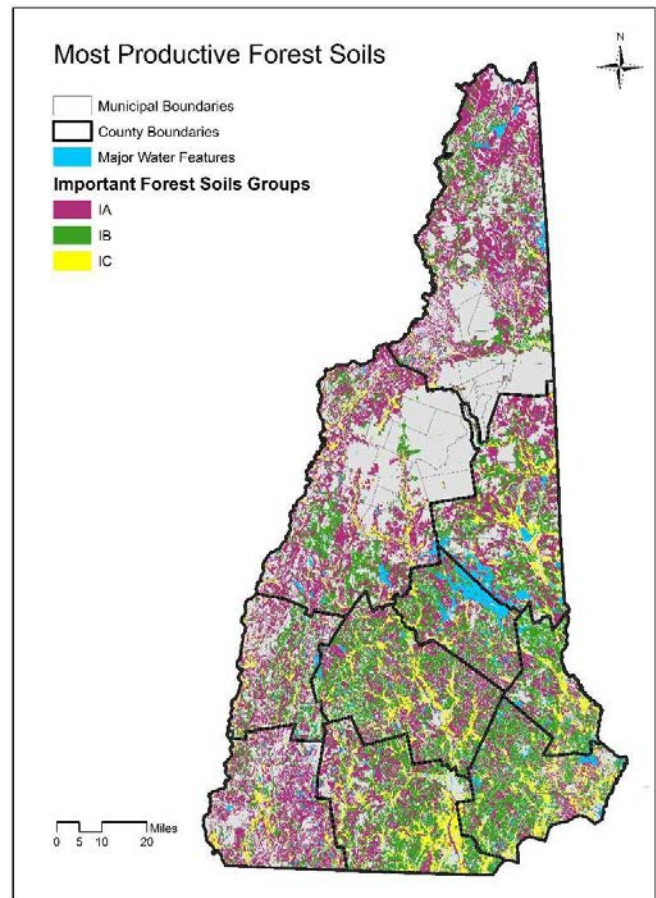 Most Productive Forest Soils
N
Municipal Boundaries
County Boundaries
Major Water Features
Important Forest Soils Groups
IA
IB
IC
Miles
0 5 10 20